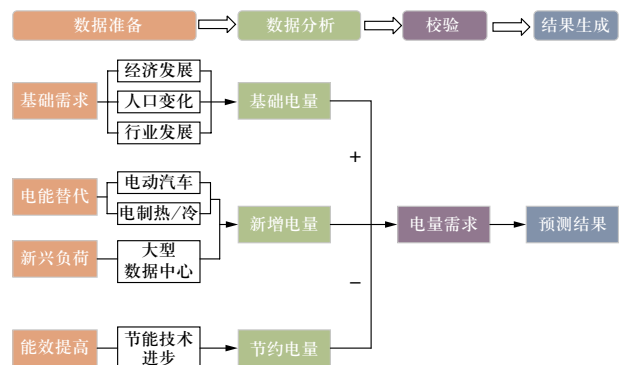 数据准备
数据分析
校验
结果生成
基础需求
经济发展
人口变化
行业发展
基础电量
+
电能替代
电动汽车
电制热/冷
新兴负荷
大型
数据中心
新增电量
电量需求
预测结果
−
能效提高
节能技术
进步
节约电量